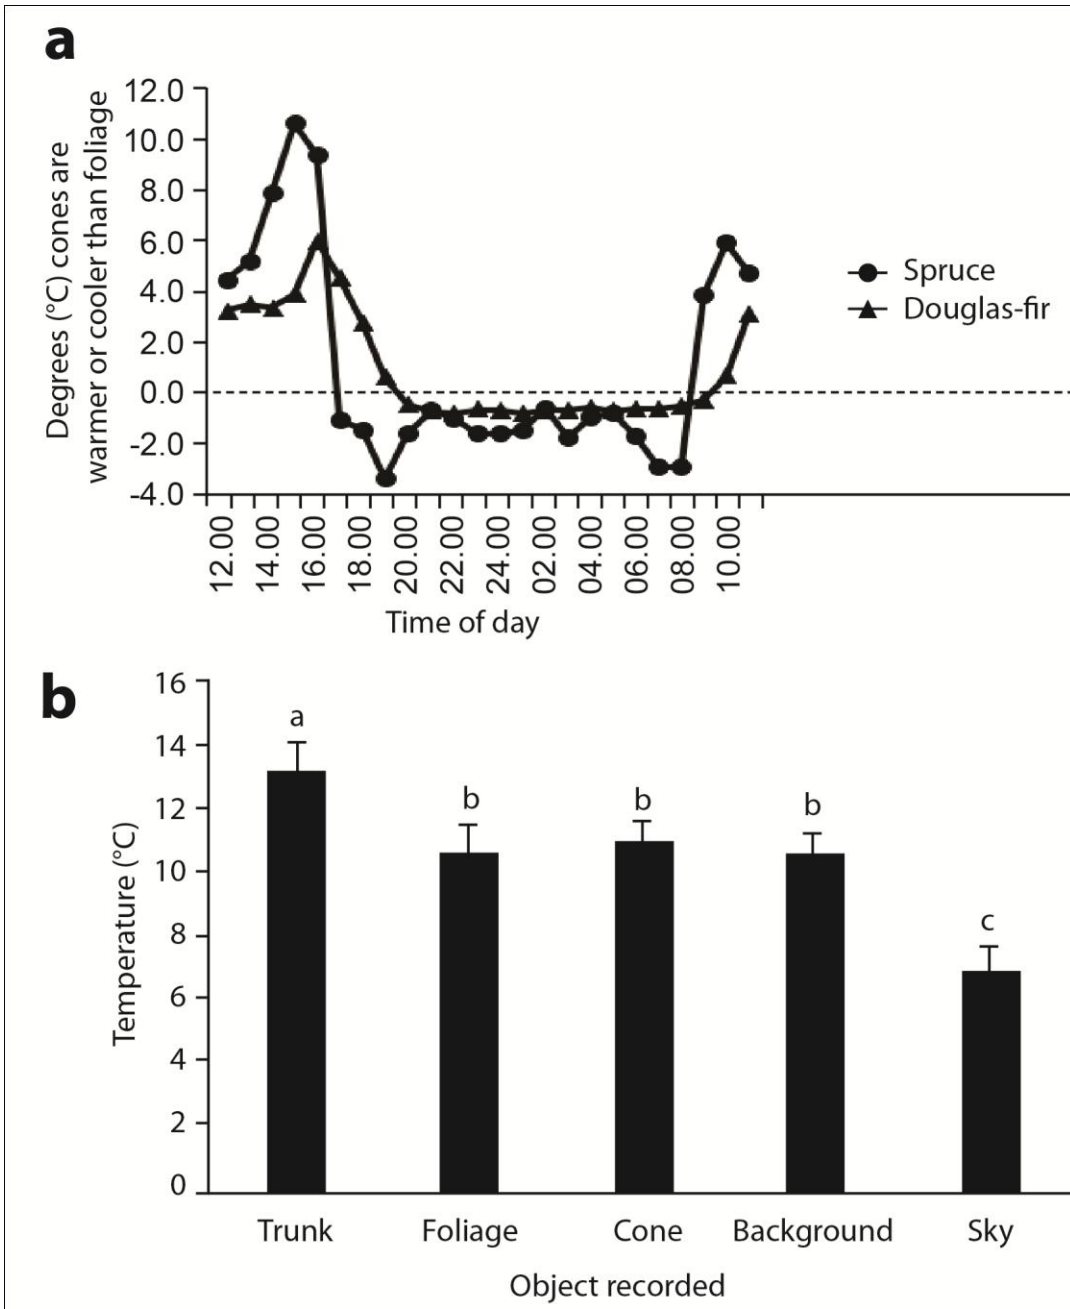 a
Degrees (°C) cones are
warmer or cooler than foliage
12.0
10.0
8.0
6.0
4.0
2.0
0.0
-2.0
-4.0
12.00
14.00
16.00
18.00
20.00
22.00
24.00
02.00
04.00
06.00
08.00
10.00
Time of day
Spruce
Douglas-fir
b
Temperature (°C)
16
14
12
10
8
6
4
2
0
a
b
b
b
c
Trunk Foliage Cone Background Sky
Object recorded